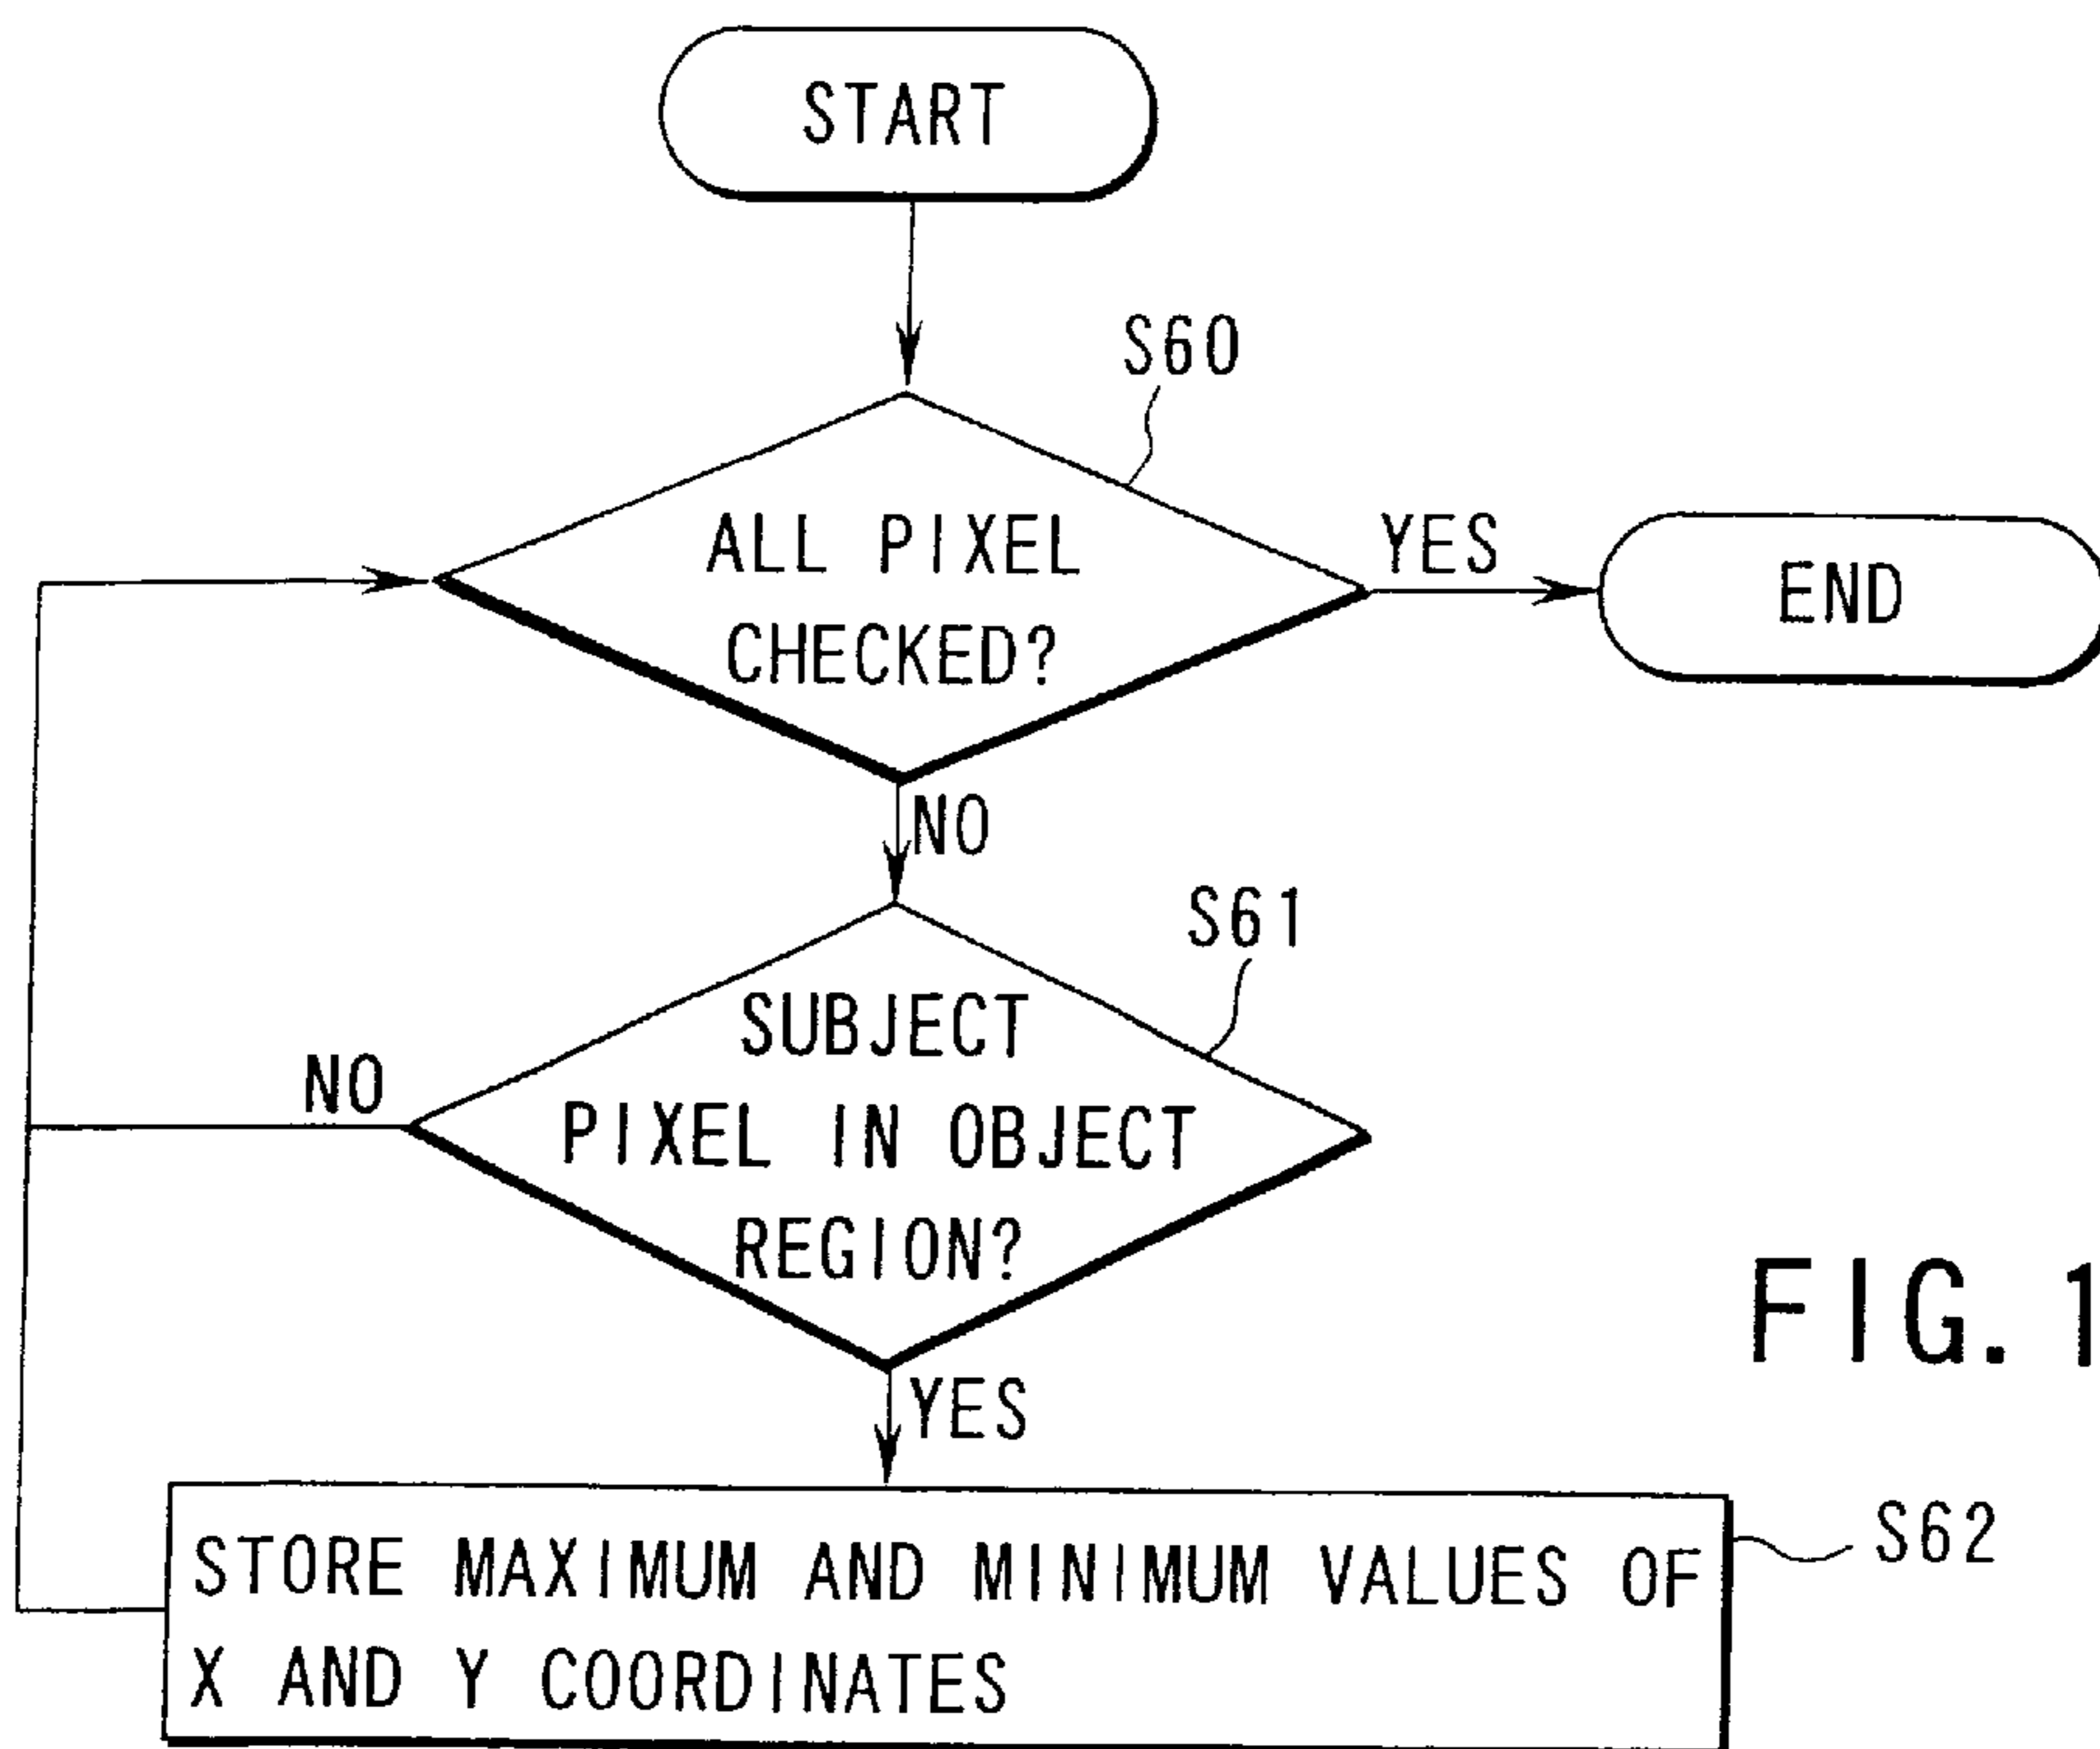 START
S60
ALL PIXEL
CHECKED?
YES
END
NO
S61
SUBJECT
PIXEL IN OBJECT
REGION?
NO
YES
FIG. 1
STORE MAXIMUM AND MINIMUM VALUES OF
X AND Y COORDINATES
S62